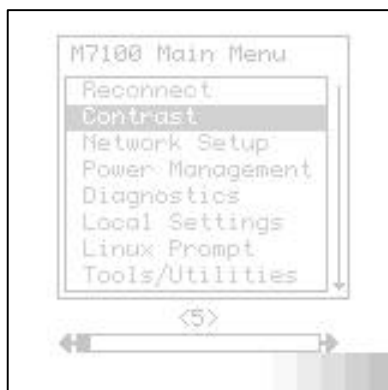 M7100 Main Menu
Reconnect
Contrast
Network Setup
Power Management
Diagnostics
Local Settings
Linux Prompt
Tools/Utilities
<5>